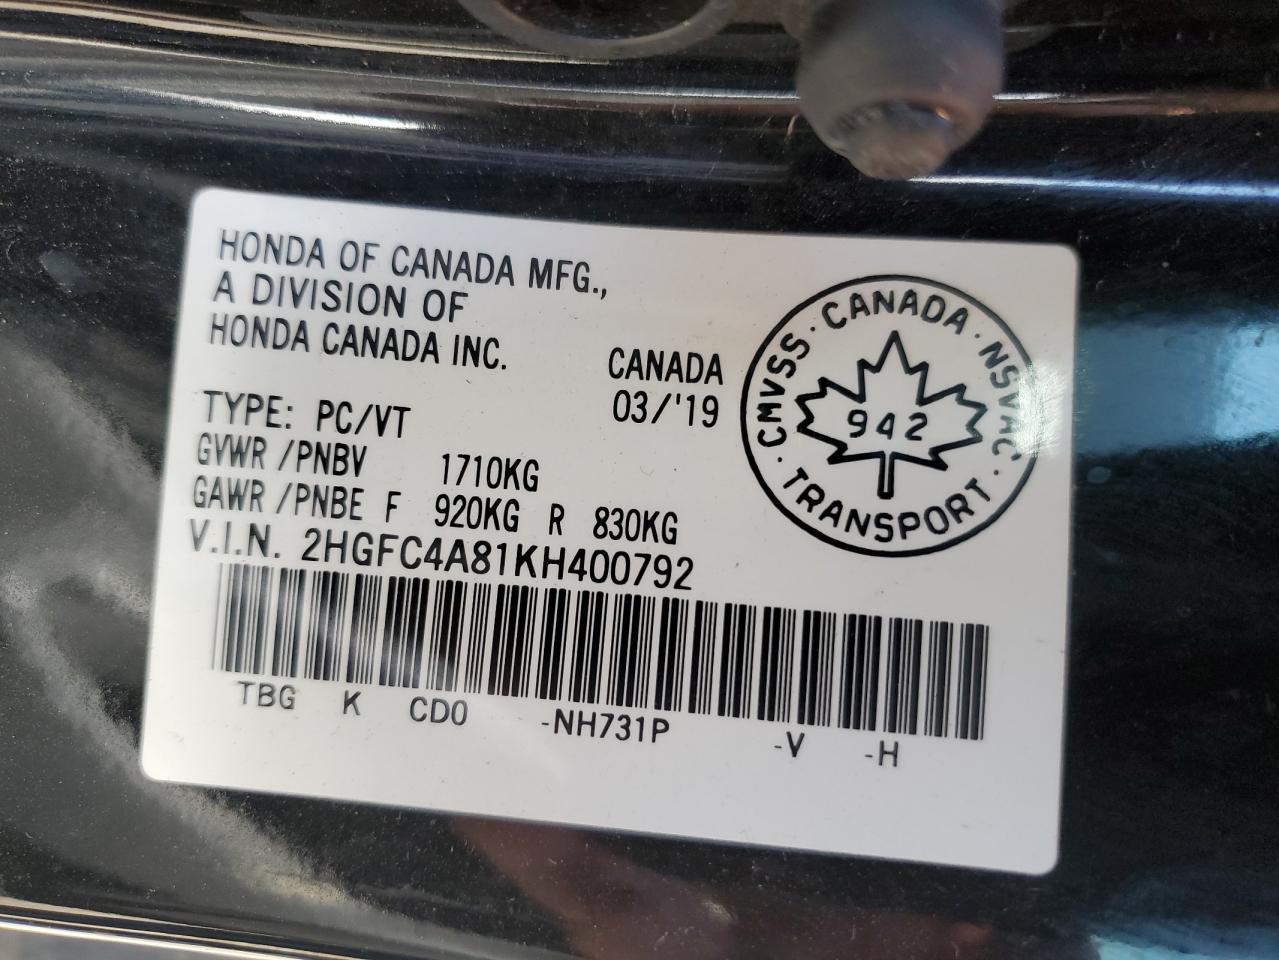 HONDA OF CANADA MFG.,
A DIVISION OF
HONDA CANADA INC.
CANADA
03/'19
TYPE: PC/VT
GVWR /PNBV 1710KG
GAWR /PNBE F 920KG R 830KG
V.I.N. 2HGFC4A81KH400792
TBG K CD0 -NH731P -V -H
CMVSS · CANADA · NSVAC · TRANSPORT ·
942